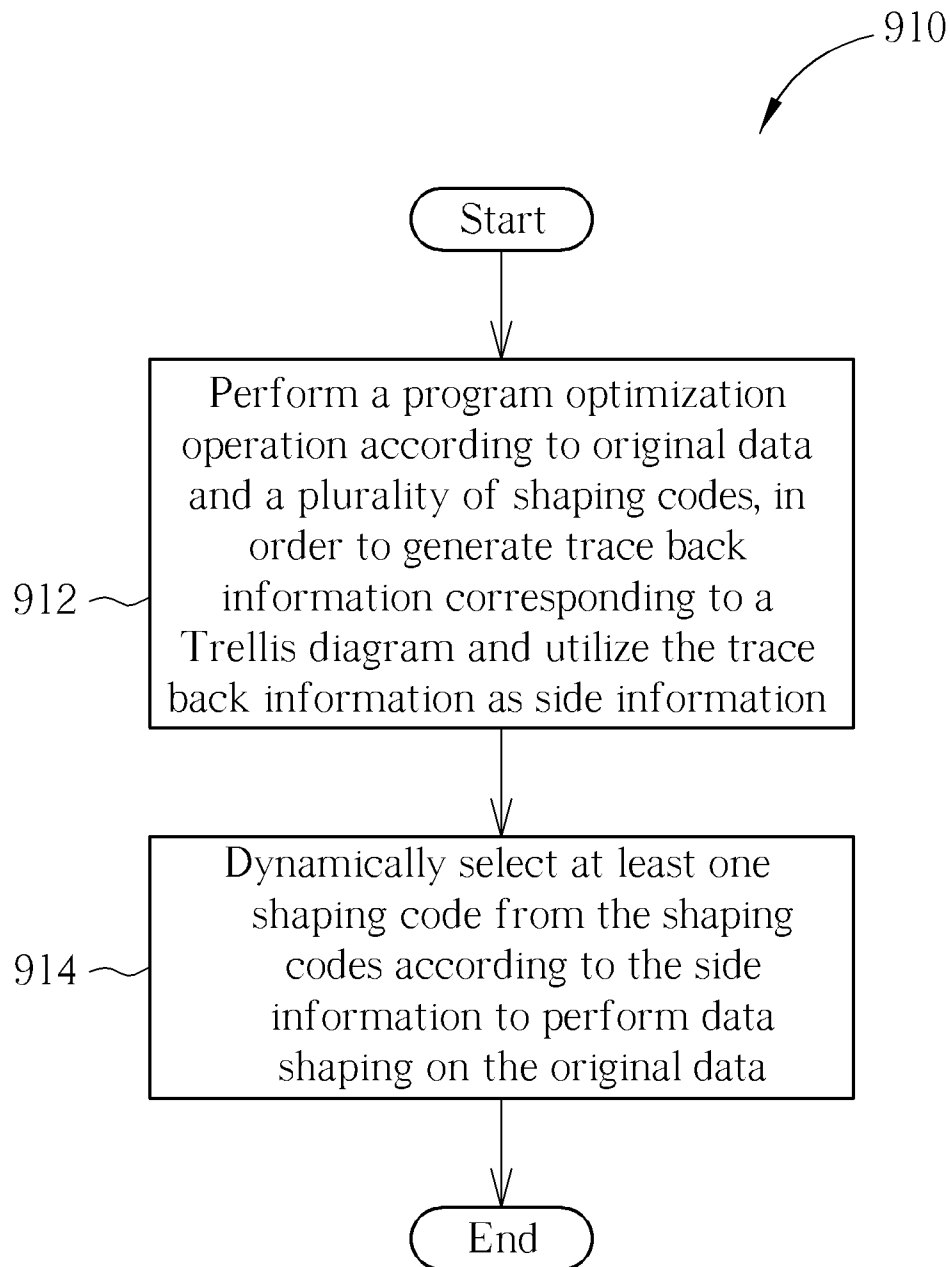 910
Start
Perform a program optimization
operation according to original data
and a plurality of shaping codes, in
order to generate trace back
information corresponding to a
Trellis diagram and utilize the trace
back information as side information
912
Dynamically select at least one
shaping code from the shaping
codes according to the side
information to perform data
shaping on the original data
914
End